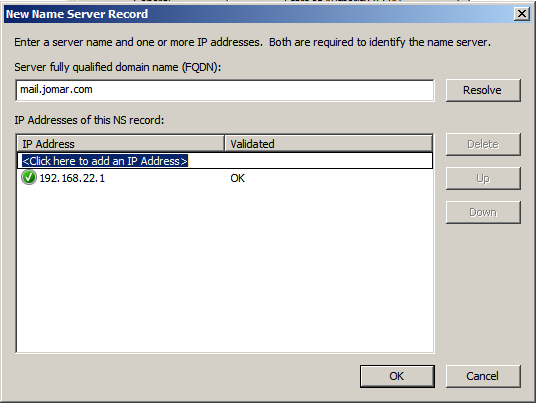 New Name Server Record
Enter a server name and one or more IP addresses. Both are required to identify the name server.
Server fully qualified domain name (FQDN):
mail.jomar.com
Resolve
IP Addresses of this NS record:
IP Address Validated
Delete
<Click here to add an IP Address>
192.168.22.1 OK
Up
Down
OK
Cancel